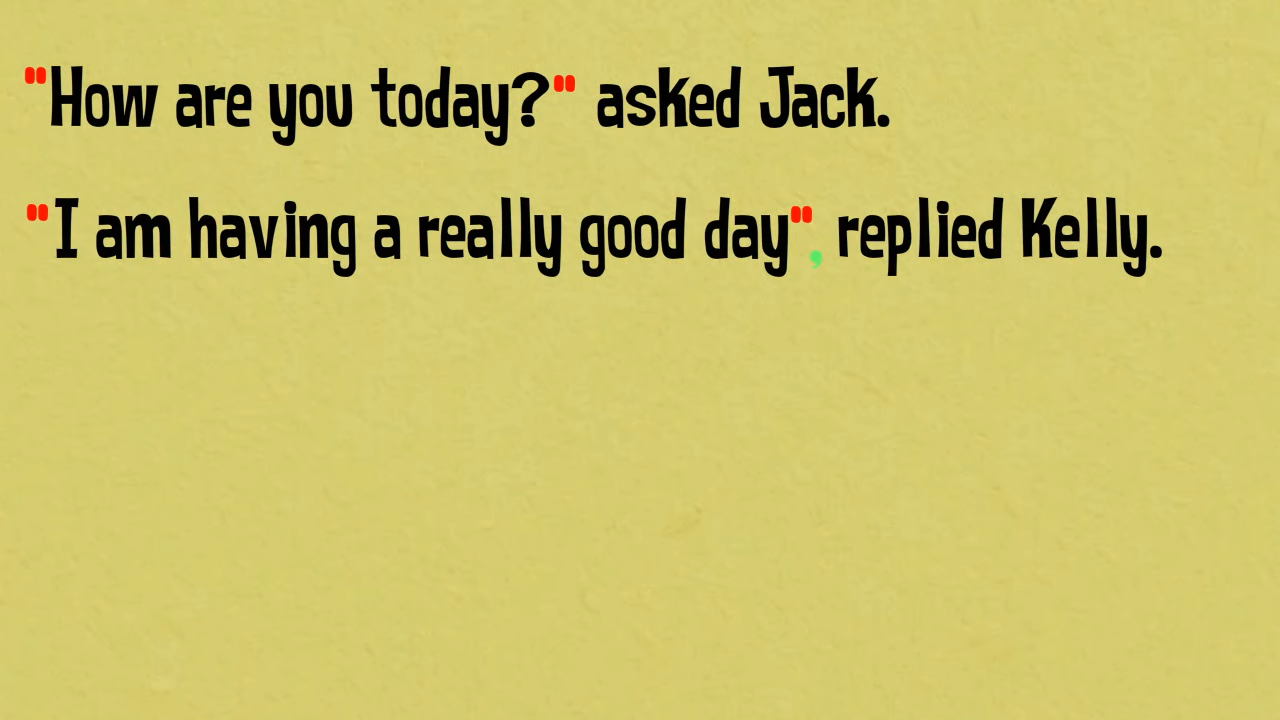 "How are you today?" asked Jack.
"I am having a really good day", replied Kelly.